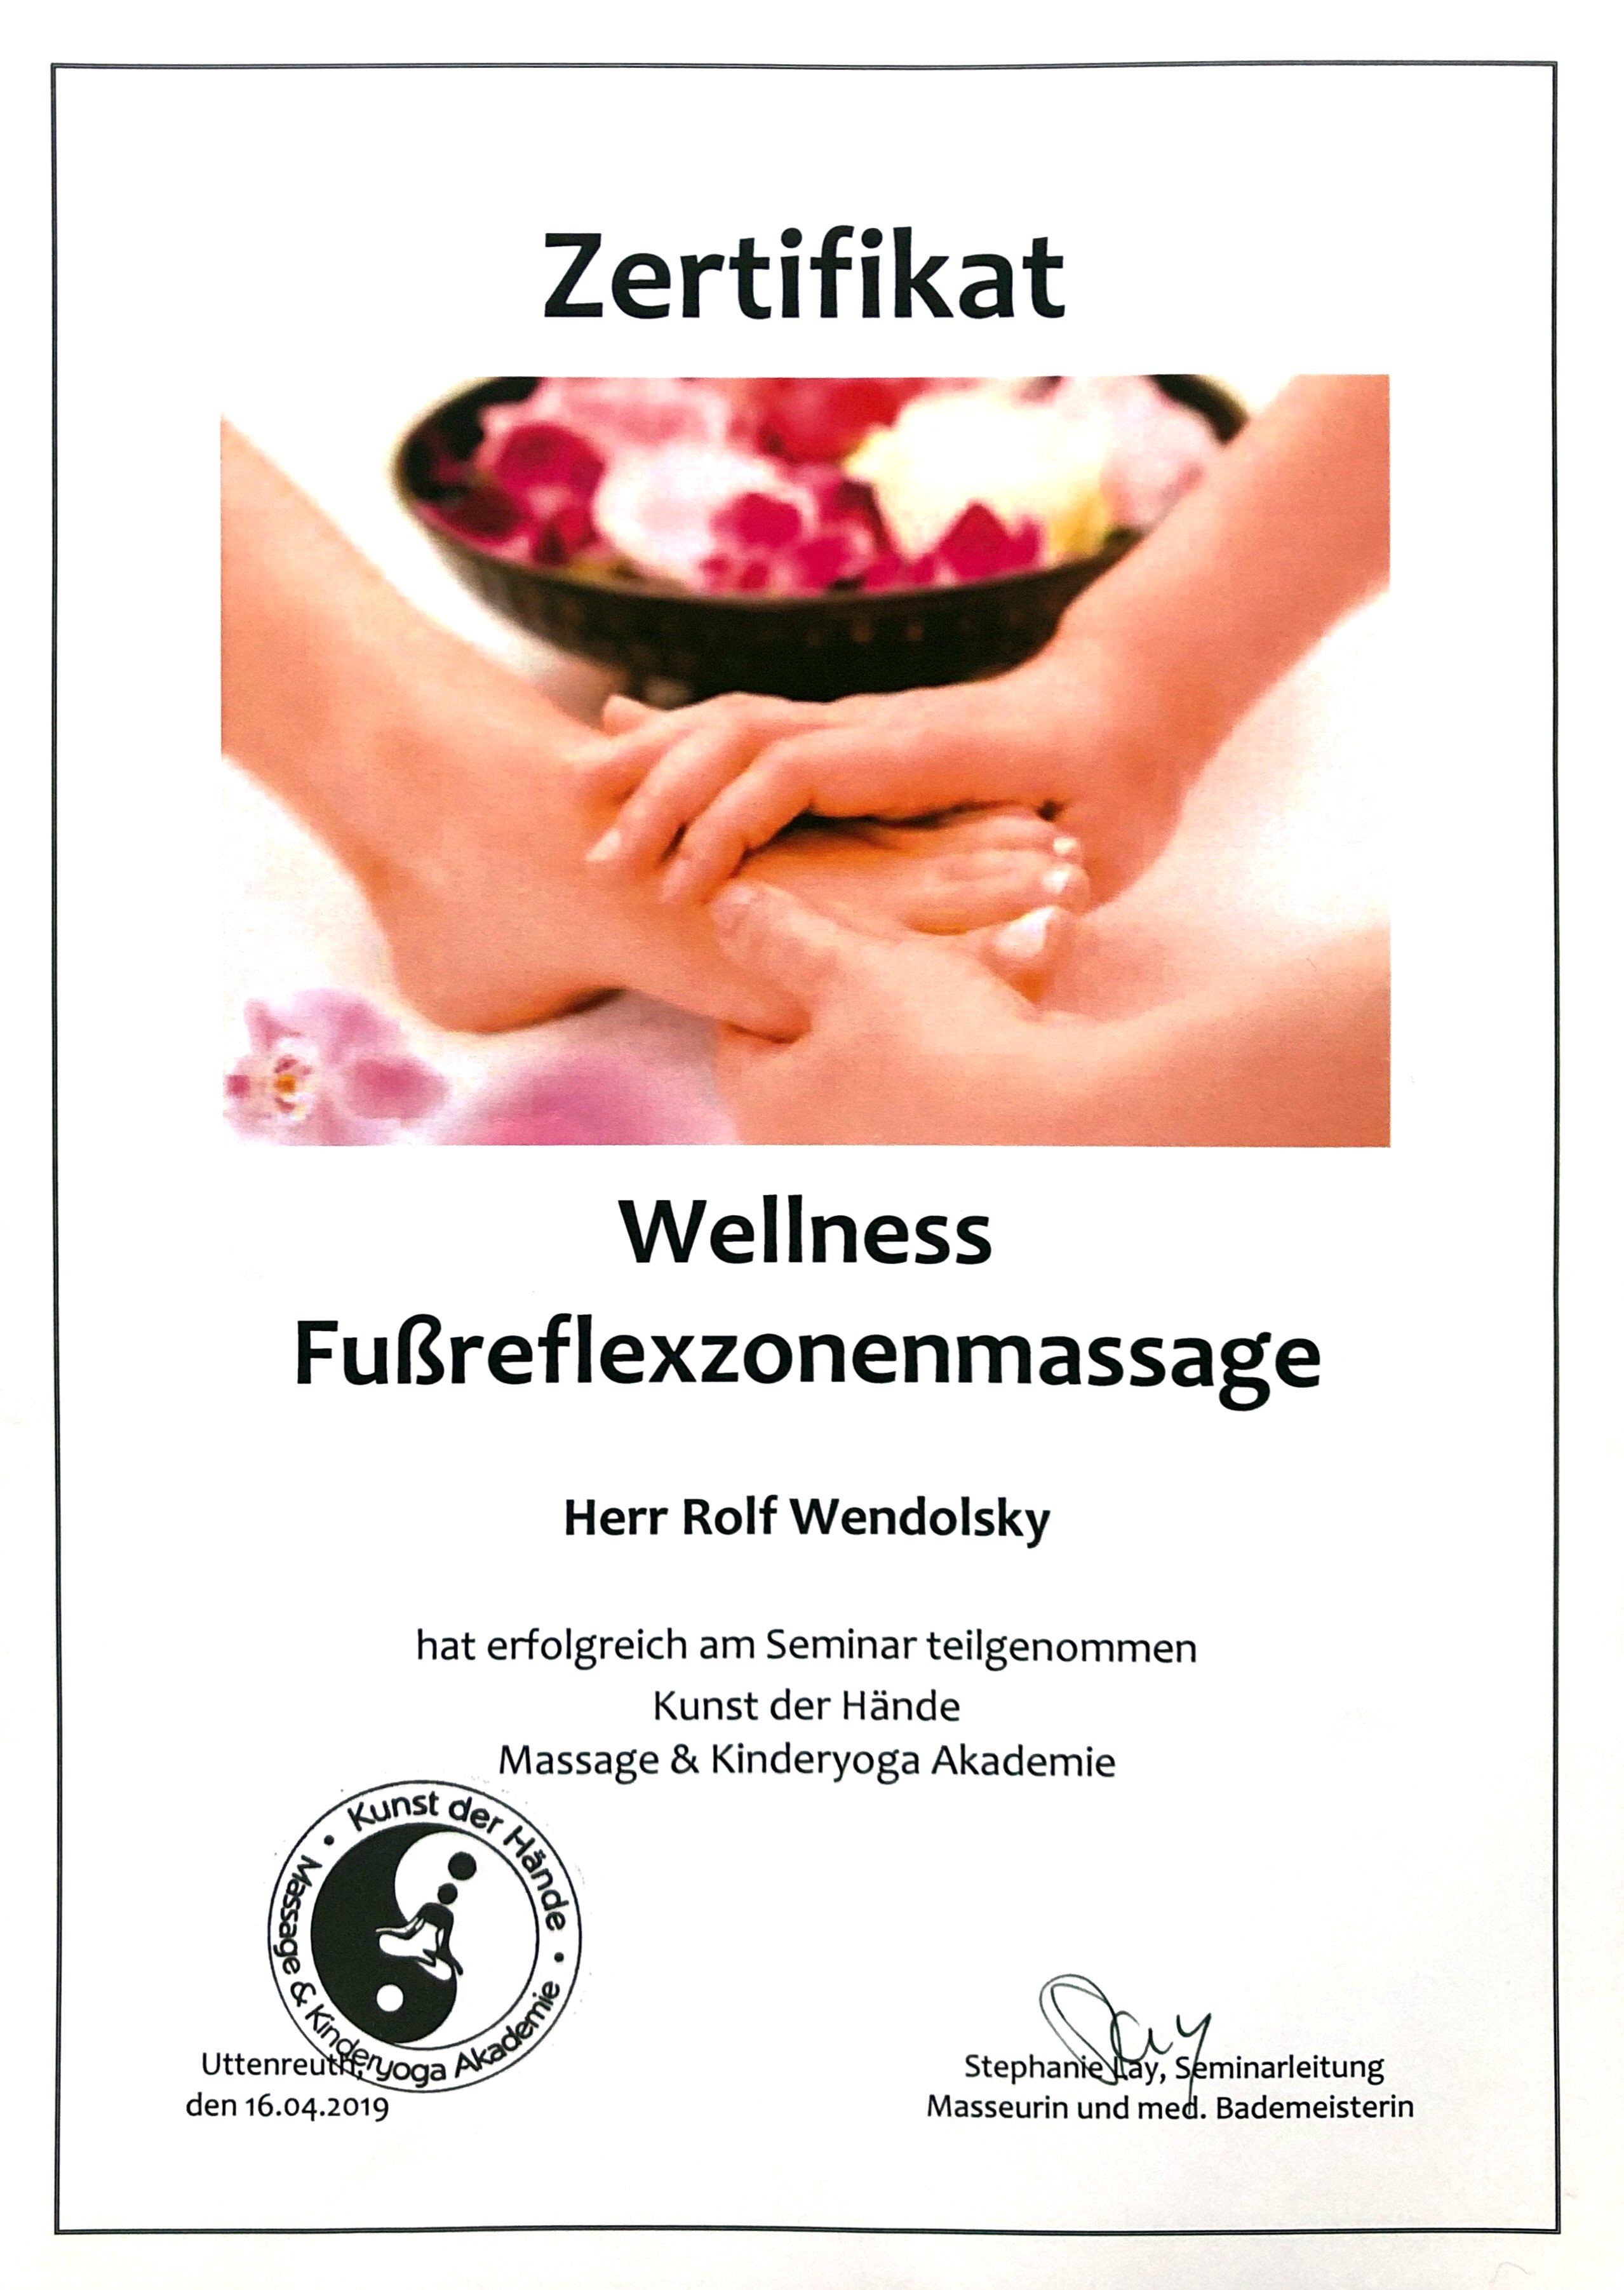 Zertifikat
Wellness
Fußreflexzonenmassage
Herr Rolf Wendolsky
hat erfolgreich am Seminar teilgenommen
Kunst der Hände
Massage & Kinderyoga Akademie
Kunst der Hände • Massage & Kinderyoga Akademie •
Uttenreuth,
den 16.04.2019
Stephanie Lay, Seminarleitung
Masseurin und med. Bademeisterin